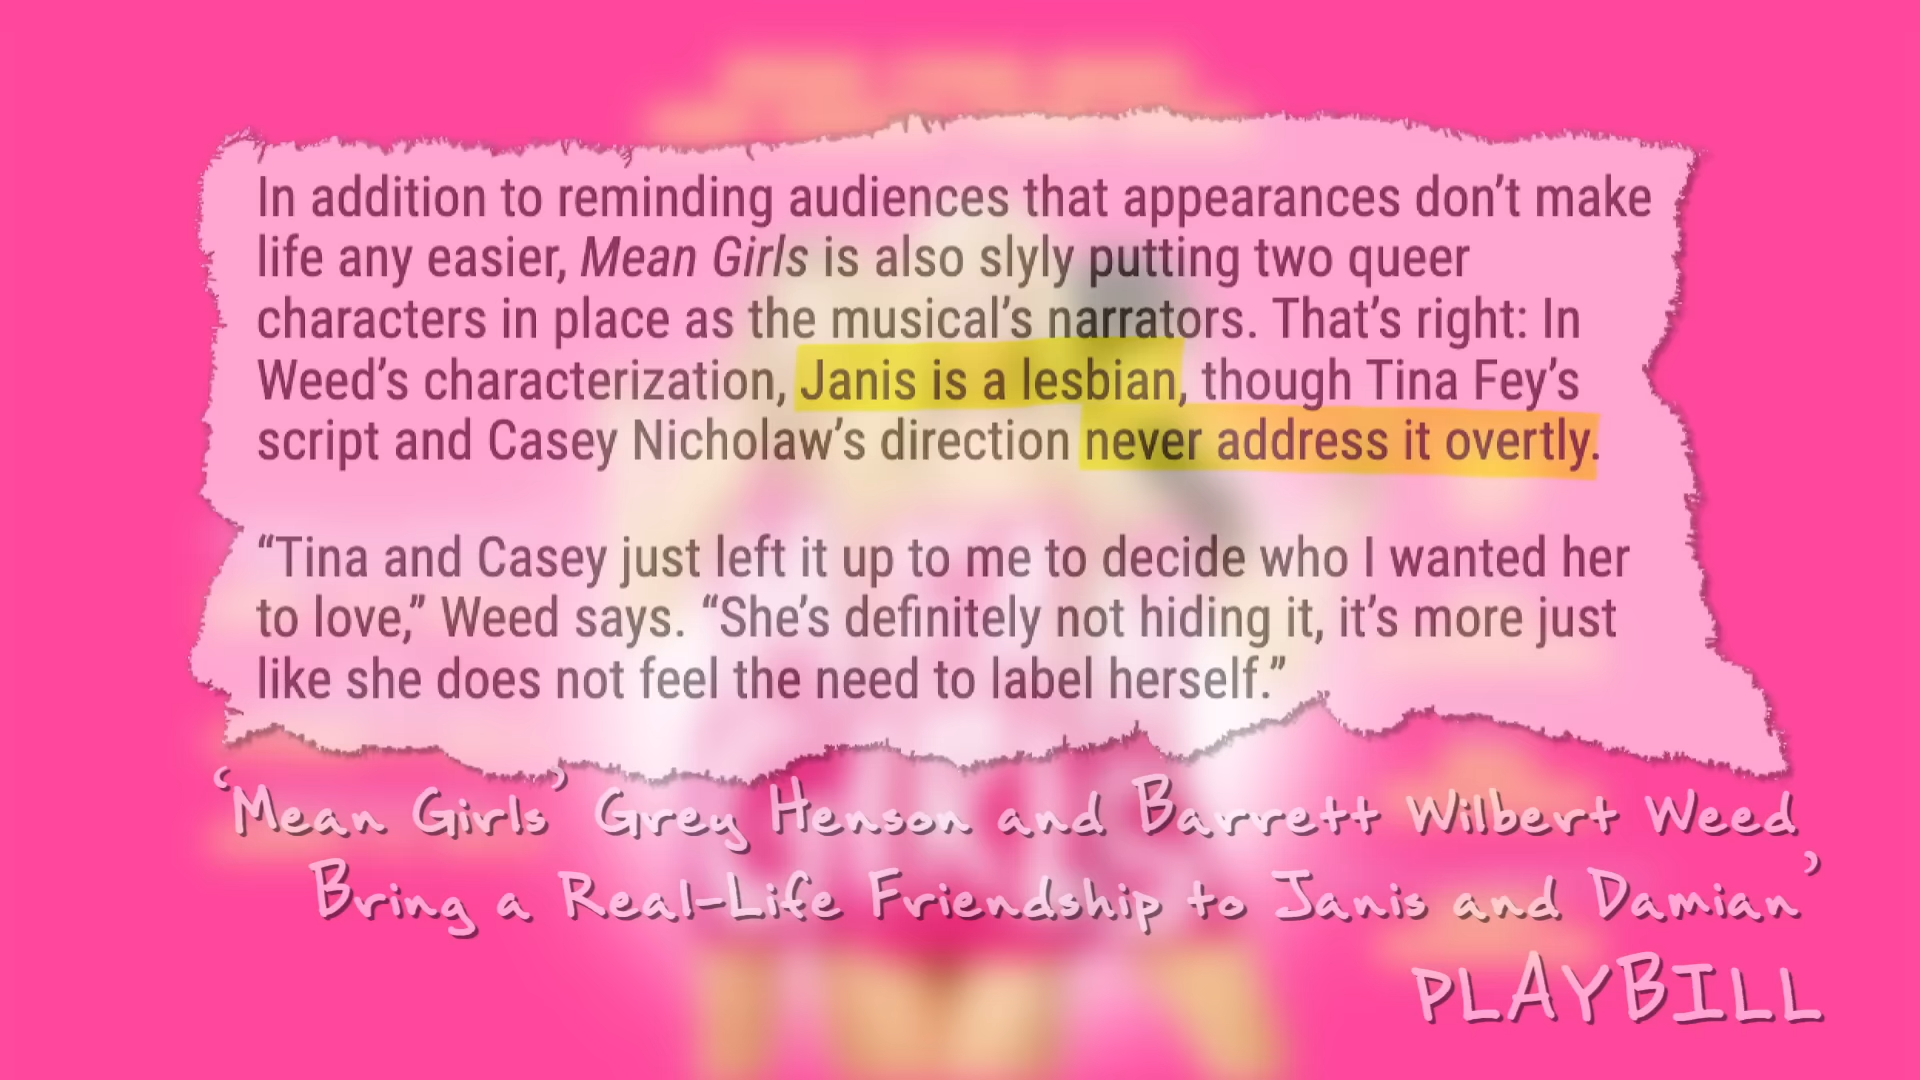 In addition to reminding audiences that appearances don’t make
life any easier, Mean Girls is also slyly putting two queer
characters in place as the musical’s narrators. That’s right: In
Weed’s characterization, Janis is a lesbian, though Tina Fey’s
script and Casey Nicholaw’s direction never address it overtly.
“Tina and Casey just left it up to me to decide who I wanted her
to love,” Weed says. “She’s definitely not hiding it, it’s more just
like she does not feel the need to label herself.”
‘Mean Girls’ Grey Henson and Barrett Wilbert Weed
Bring a Real-Life Friendship to Janis and Damian’
PLAYBILL